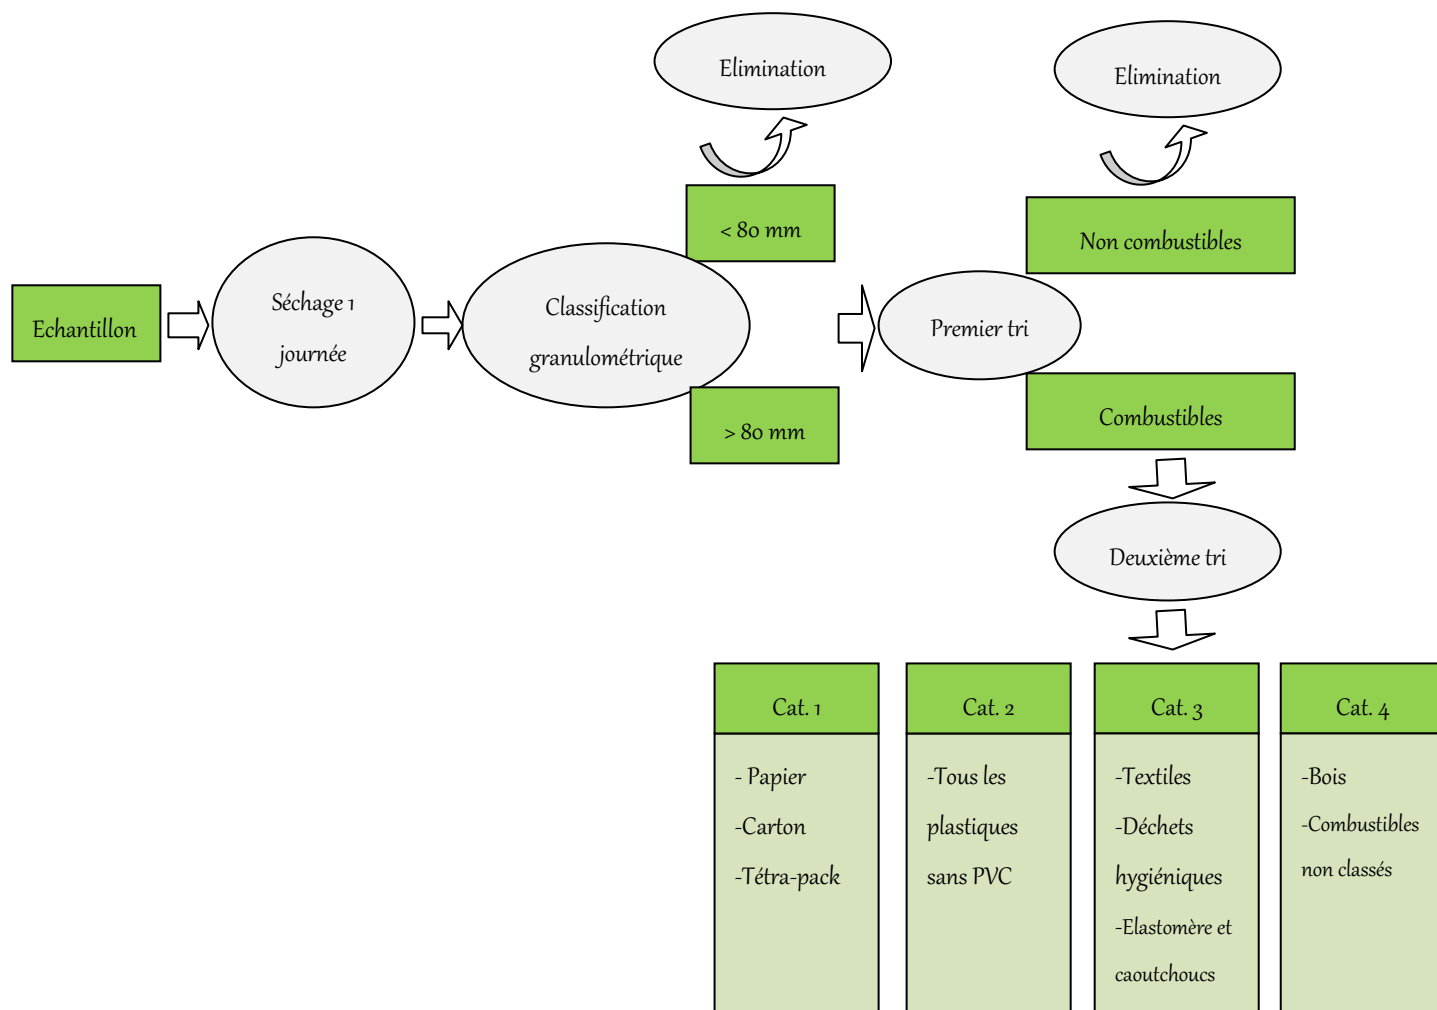 Elimination
Elimination
< 80 mm
Non combustibles
Echantillon
Séchage 1
journée
Classification
granulométrique
Premier tri
> 80 mm
Combustibles
Deuxième tri
Cat. 1
- Papier
-Carton
-Tétra-pack
Cat. 2
-Tous les
plastiques
sans PVC
Cat. 3
-Textiles
-Déchets
hygiéniques
-Elastomère et
caoutchoucs
Cat. 4
-Bois
-Combustibles
non classés